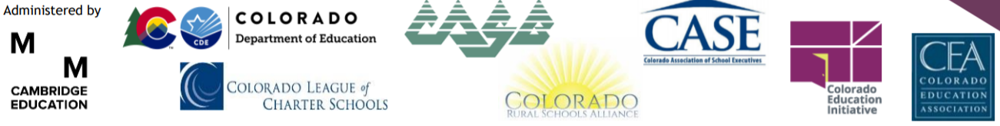 Administered by
M
M
CAMBRIDGE
EDUCATION
CDE
COLORADO
Department of Education
COLORADO LEAGUE of
CHARTER SCHOOLS
CASB
COLORADO
RURAL SCHOOLS ALLIANCE
CASE
Colorado Association of School Executives
Colorado
Education
Initiative
CEA
COLORADO
EDUCATION
ASSOCIATION